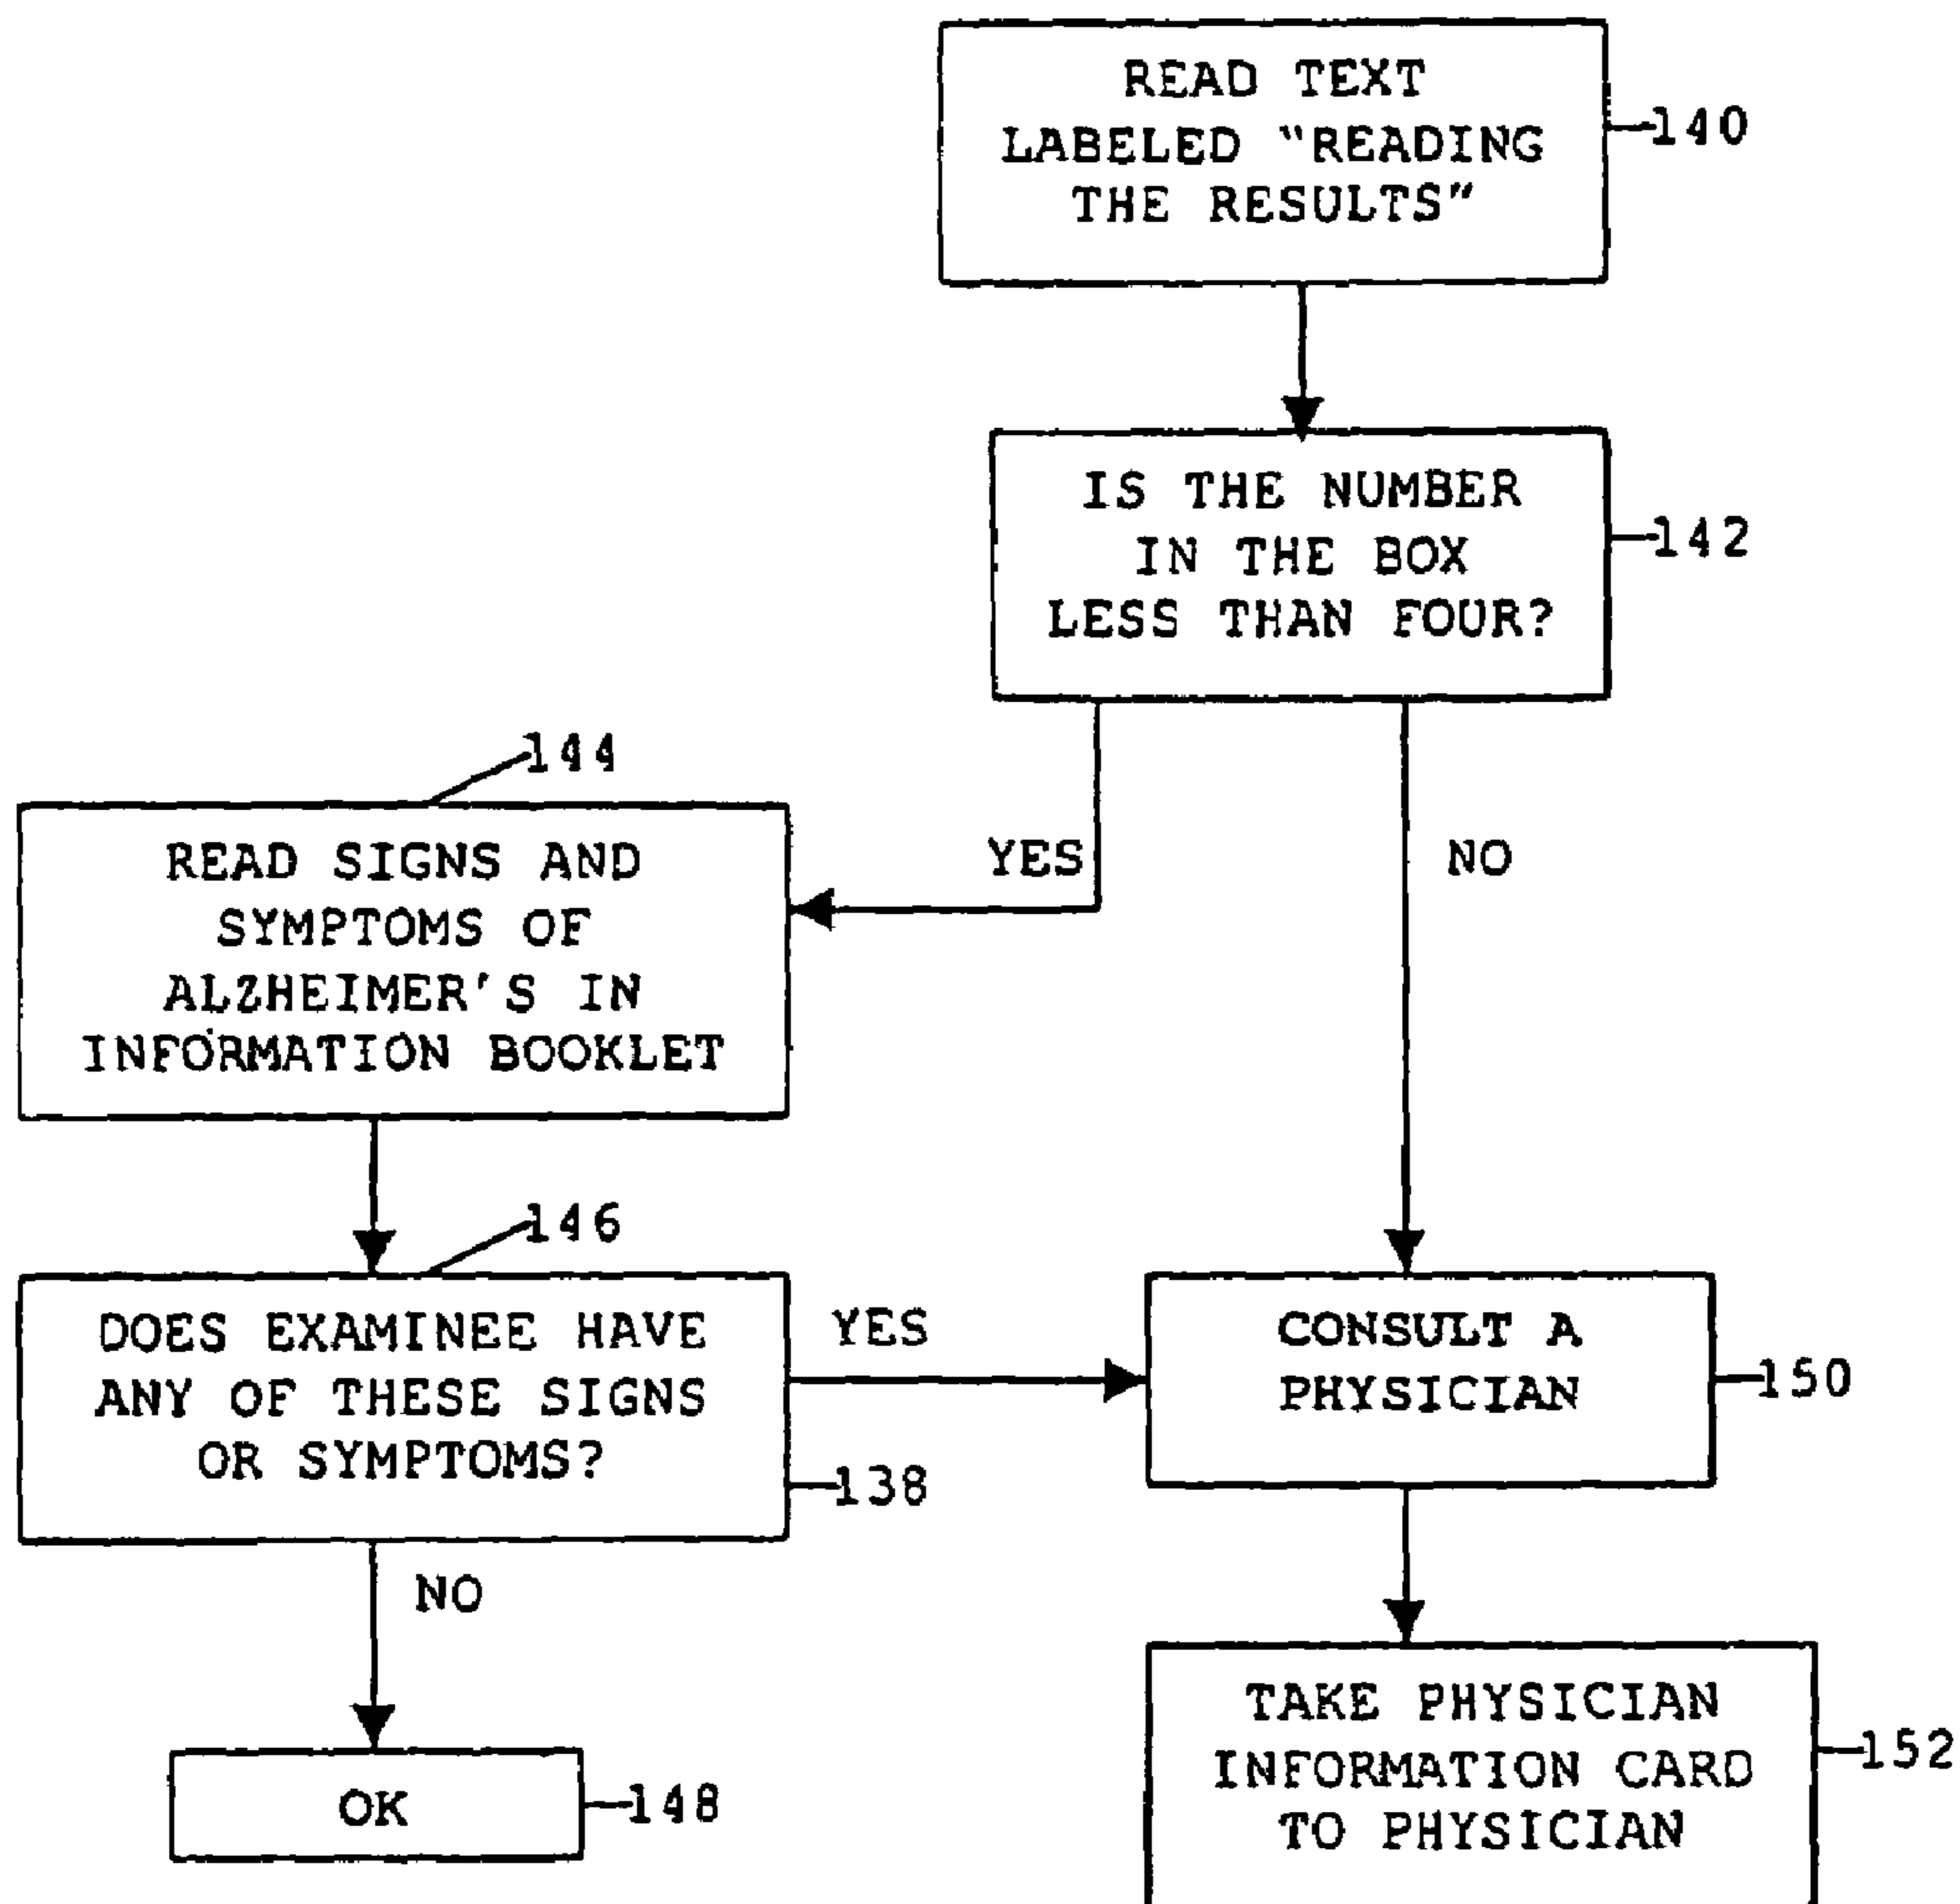 READ TEXT
LABELED "READING
THE RESULTS"
140
IS THE NUMBER
IN THE BOX
LESS THAN FOUR?
142
144
READ SIGNS AND
SYMPTOMS OF
ALZHEIMER'S IN
INFORMATION BOOKLET
YES
NO
146
DOES EXAMINEE HAVE
ANY OF THESE SIGNS
OR SYMPTOMS?
138
YES
CONSULT A
PHYSICIAN
150
NO
OK
148
TAKE PHYSICIAN
INFORMATION CARD
TO PHYSICIAN
152